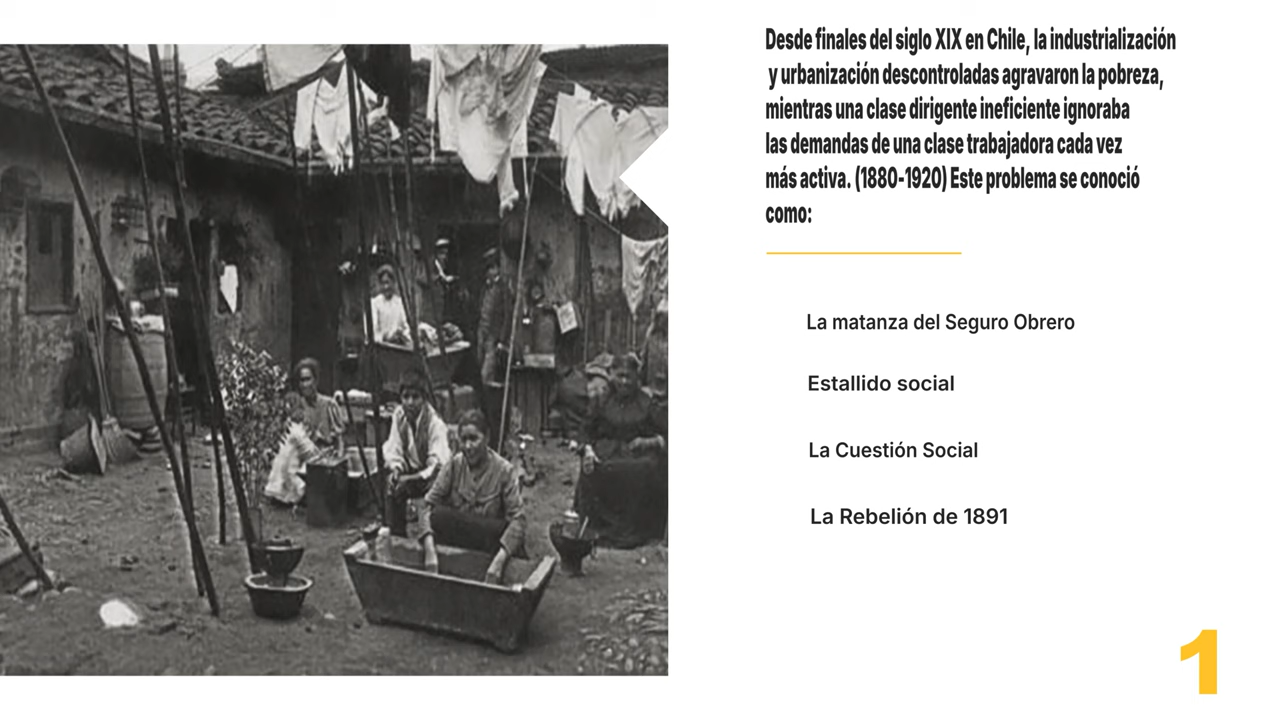 Desde finales del siglo XIX en Chile, la industrialización
y urbanización descontroladas agravaron la pobreza,
mientras una clase dirigente ineficiente ignoraba
las demandas de una clase trabajadora cada vez
más activa. (1880-1920) Este problema se conoció
como:
La matanza del Seguro Obrero
Estallido social
La Cuestión Social
La Rebelión de 1891
1